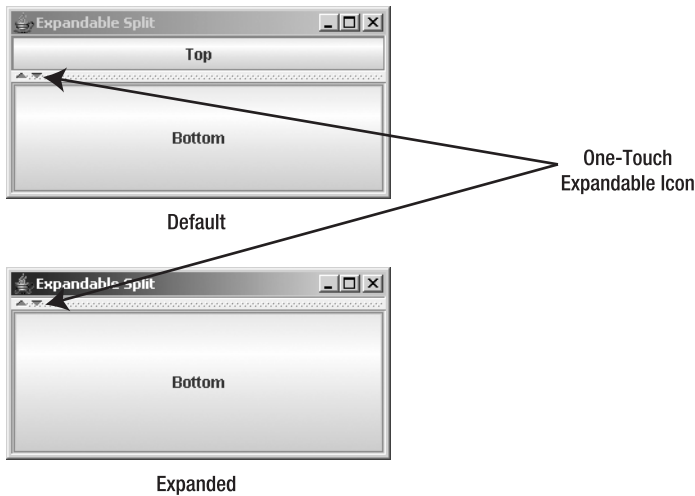 Expandable Split
Top
Bottom
Default
One-Touch
Expandable Icon
Expandable Split
Bottom
Expanded